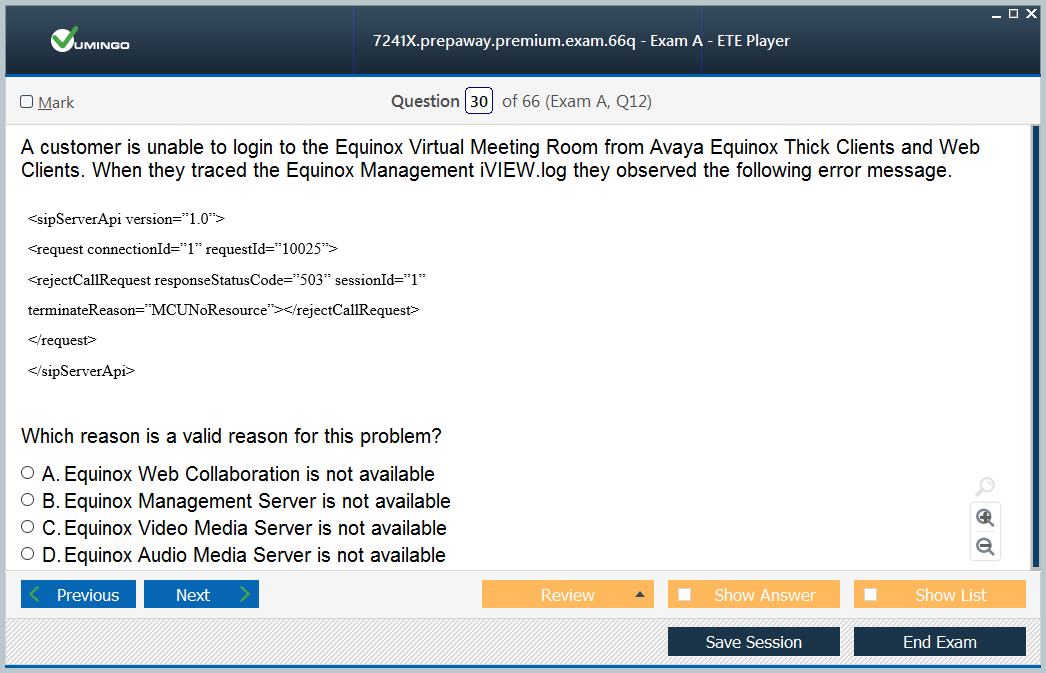 VUMINGO
7241X.prepaway.premium.exam.66q - Exam A - ETE Player
Mark
Question 30 of 66 (Exam A, Q12)
A customer is unable to login to the Equinox Virtual Meeting Room from Avaya Equinox Thick Clients and Web
Clients. When they traced the Equinox Management iVIEW.log they observed the following error message.
<sipServerApi version=”1.0”>
<request connectionId=”1” requestId=”10025”>
<rejectCallRequest responseStatusCode=”503” sessionId=”1”
terminateReason=”MCUNoResource”></rejectCallRequest>
</request>
</sipServerApi>
Which reason is a valid reason for this problem?
A. Equinox Web Collaboration is not available
B. Equinox Management Server is not available
C. Equinox Video Media Server is not available
D. Equinox Audio Media Server is not available
Previous
Next
Review
Show Answer
Show List
Save Session
End Exam